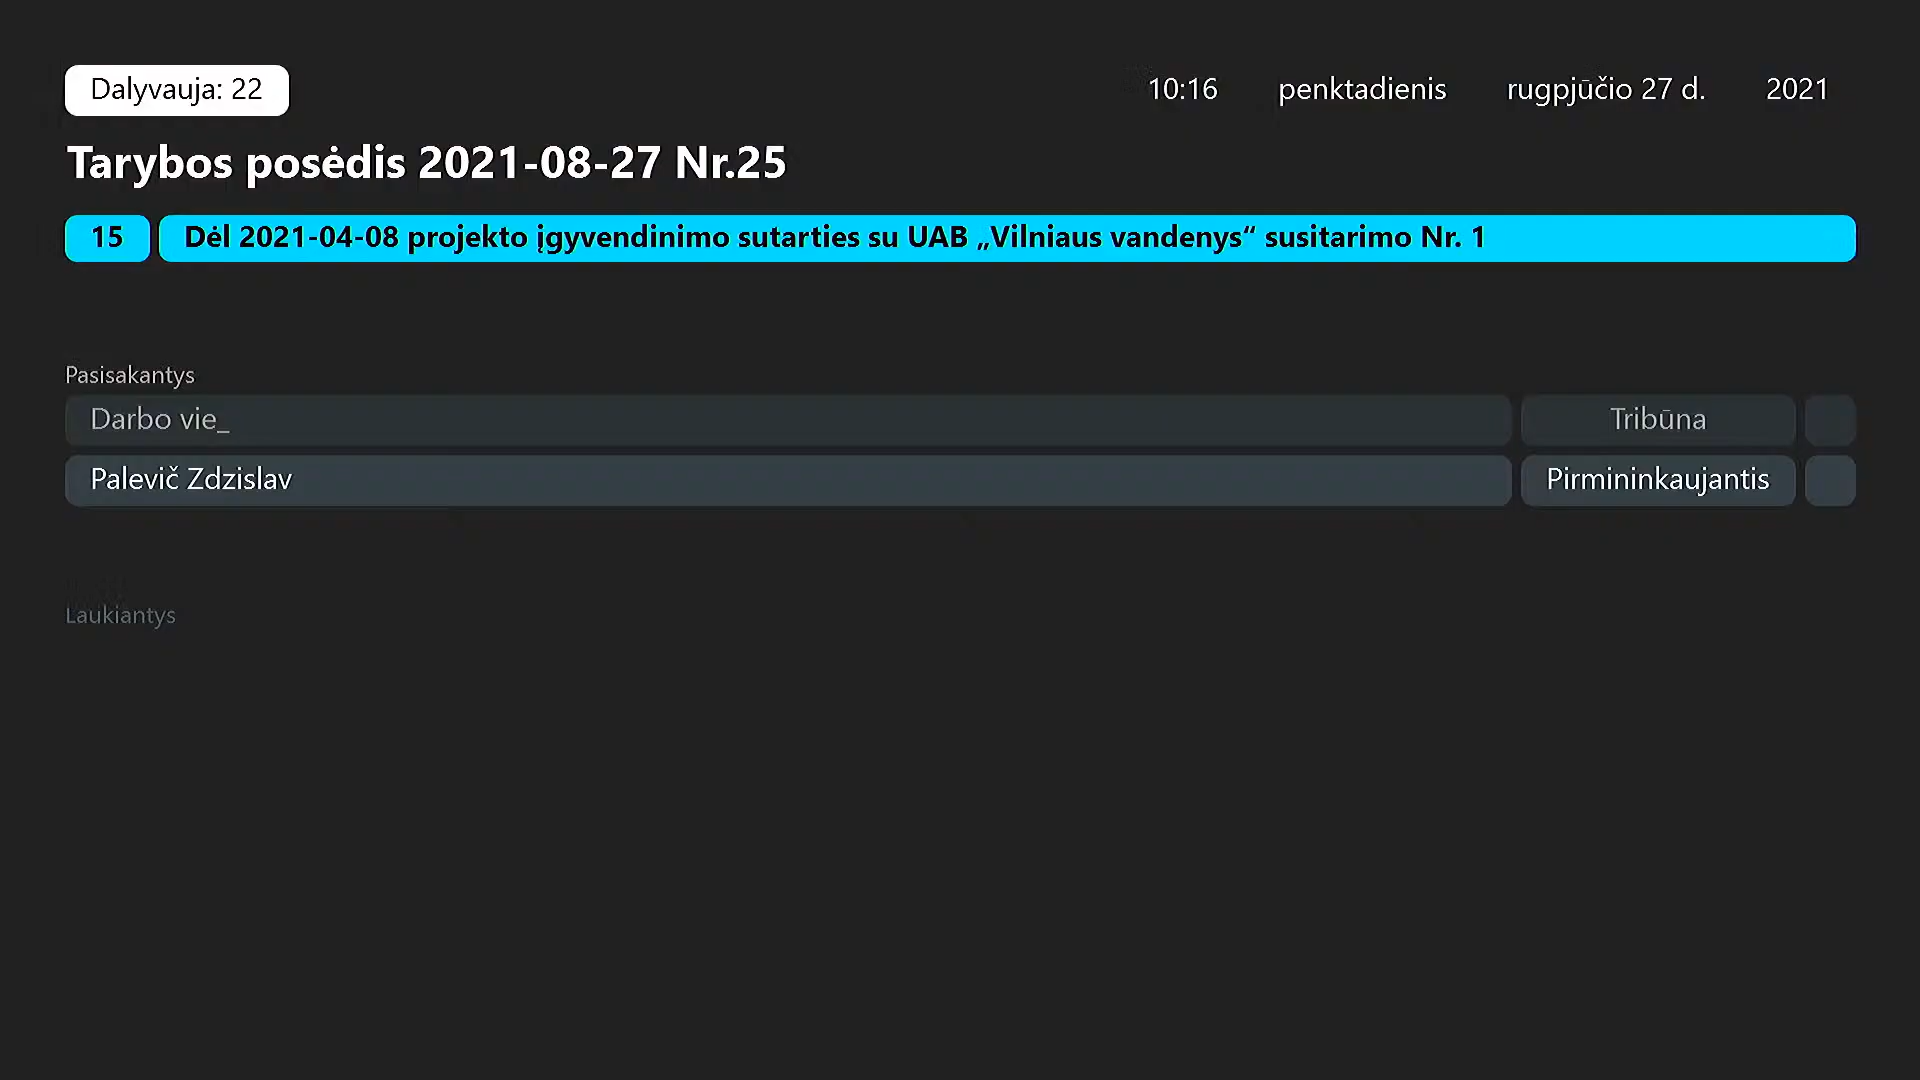 Dalyvauja: 22
10:16 penktadienis rugpjūčio 27 d. 2021
Tarybos posėdis 2021-08-27 Nr.25
15 Dėl 2021-04-08 projekto įgyvendinimo sutarties su UAB „Vilniaus vandenys“ susitarimo Nr. 1
Pasisakantys
Darbo vie_ Tribūna
Palevič Zdzislav Pirmininkaujantis
Laukiantys